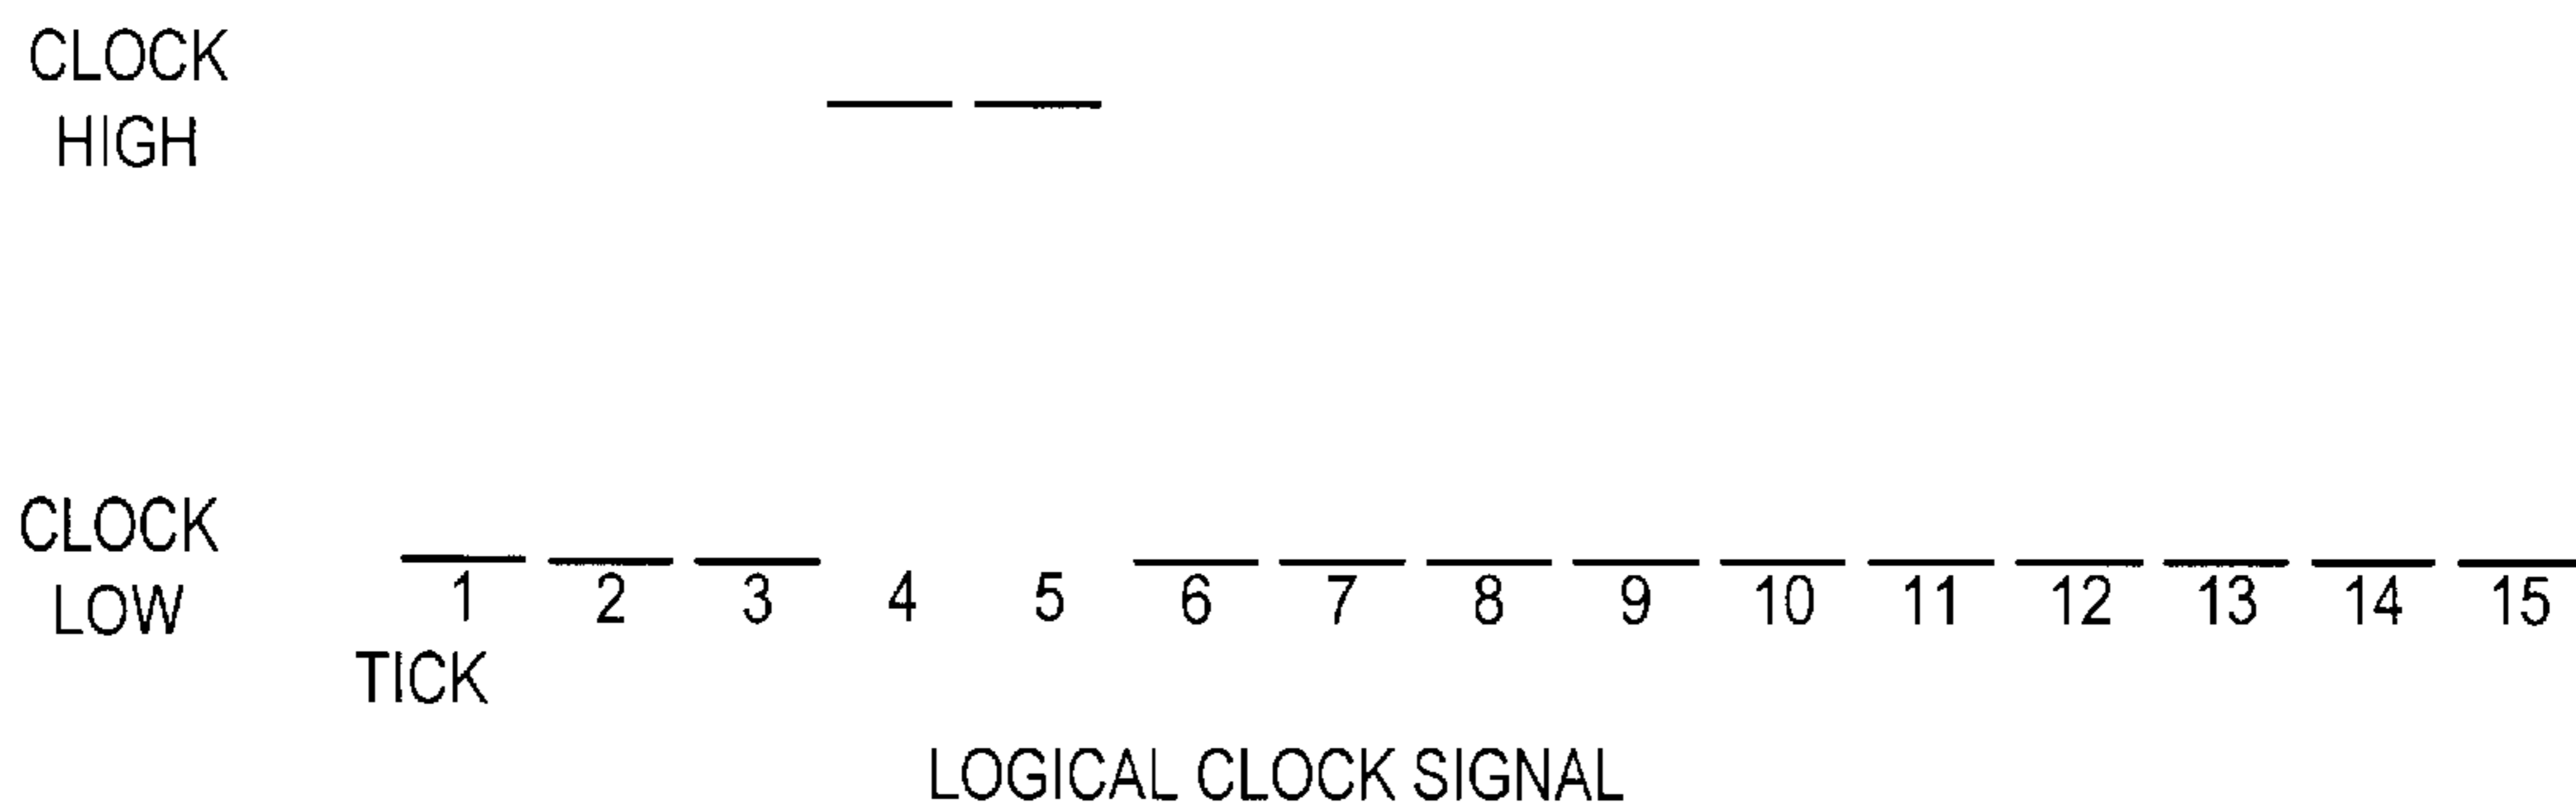 CLOCK
HIGH
CLOCK
LOW
1 2 3 4 5 6 7 8 9 10 11 12 13 14 15
TICK
LOGICAL CLOCK SIGNAL